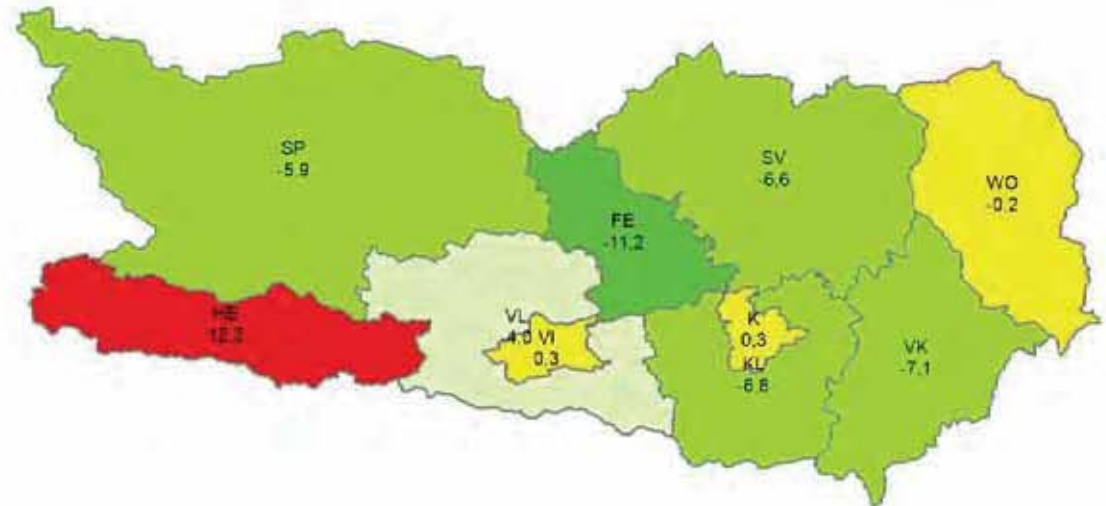 SP
-5,9
SV
-6,6
WO
-0,2
FE
-11,2
HE
12,2
VL
-4,0
VI
0,3
K
0,3
KL
-6,8
VK
-7,1